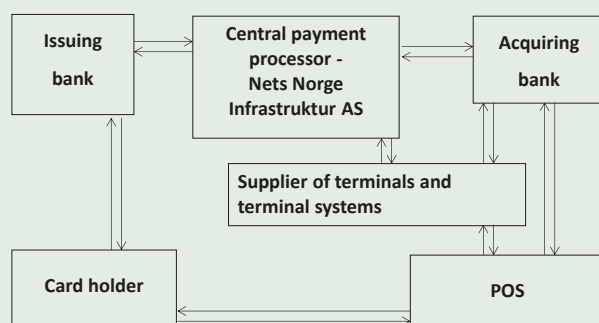 Issuing
bank
Central payment
processor -
Nets Norge
Infrastruktur AS
Acquiring
bank
Supplier of terminals and
terminal systems
Card holder
POS